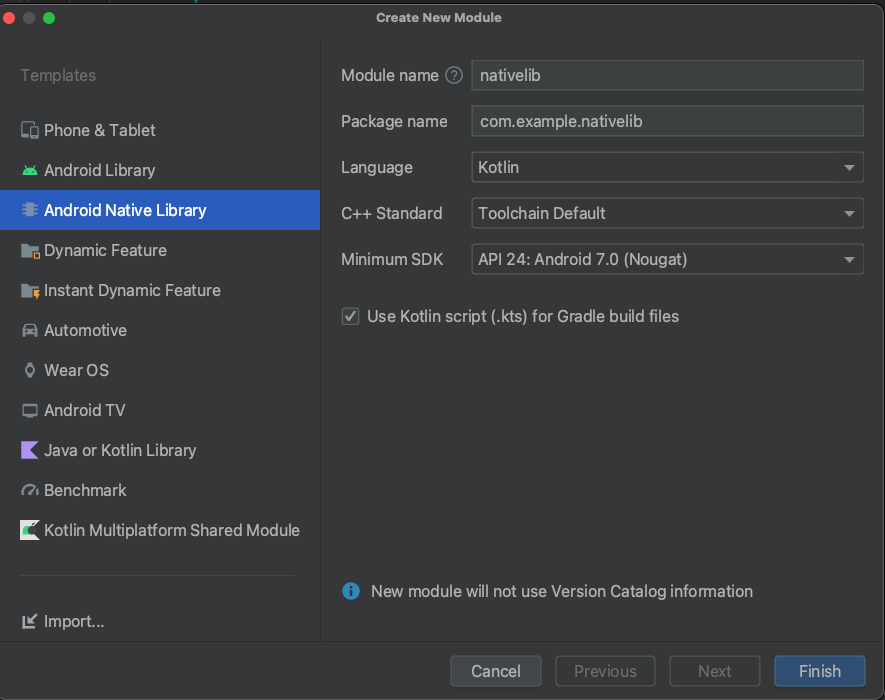 Create New Module
Templates
Phone & Tablet
Android Library
Android Native Library
Dynamic Feature
Instant Dynamic Feature
Automotive
Wear OS
Android TV
Java or Kotlin Library
Benchmark
Kotlin Multiplatform Shared Module
Import...
Module name ? nativelib
Package name com.example.nativelib
Language Kotlin
C++ Standard Toolchain Default
Minimum SDK API 24: Android 7.0 (Nougat)
Use Kotlin script (.kts) for Gradle build files
New module will not use Version Catalog information
Cancel Previous Next Finish